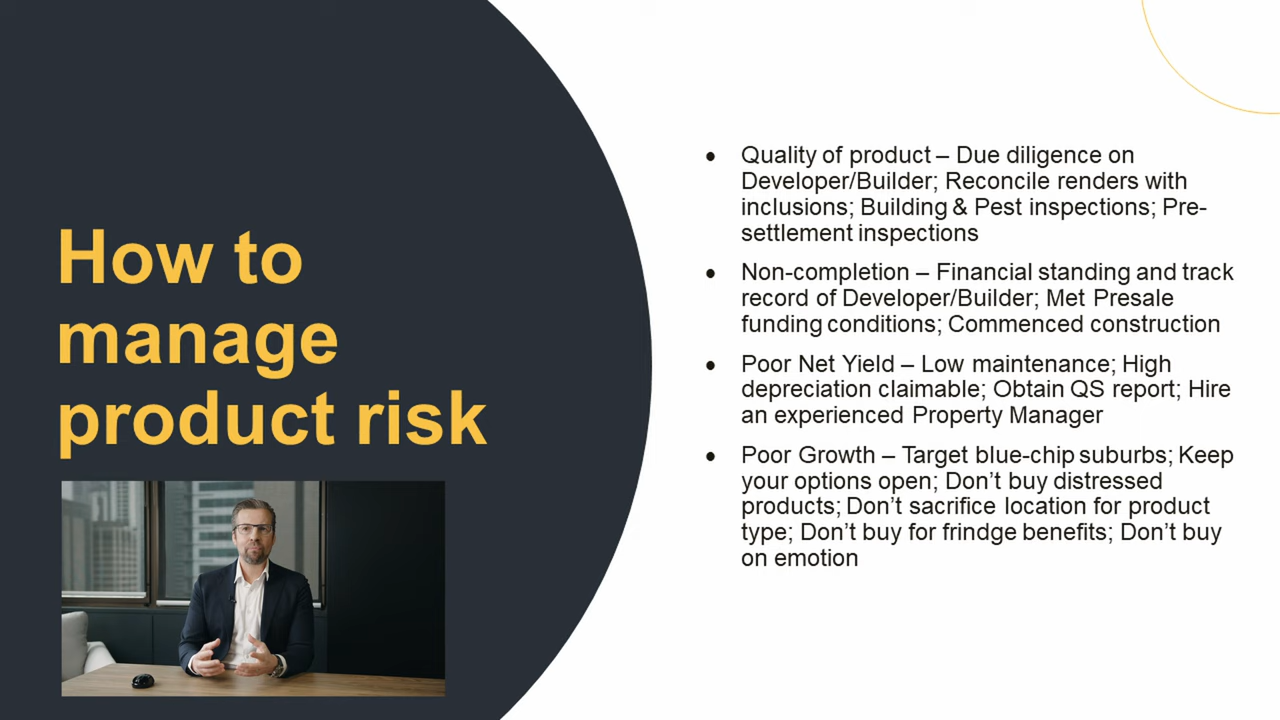 How to
manage
product risk
● Quality of product – Due diligence on
Developer/Builder; Reconcile renders with
inclusions; Building & Pest inspections; Pre-
settlement inspections
● Non-completion – Financial standing and track
record of Developer/Builder; Met Presale
funding conditions; Commenced construction
● Poor Net Yield – Low maintenance; High
depreciation claimable; Obtain QS report; Hire
an experienced Property Manager
● Poor Growth – Target blue-chip suburbs; Keep
your options open; Don’t buy distressed
products; Don’t sacrifice location for product
type; Don’t buy for frindge benefits; Don’t buy
on emotion